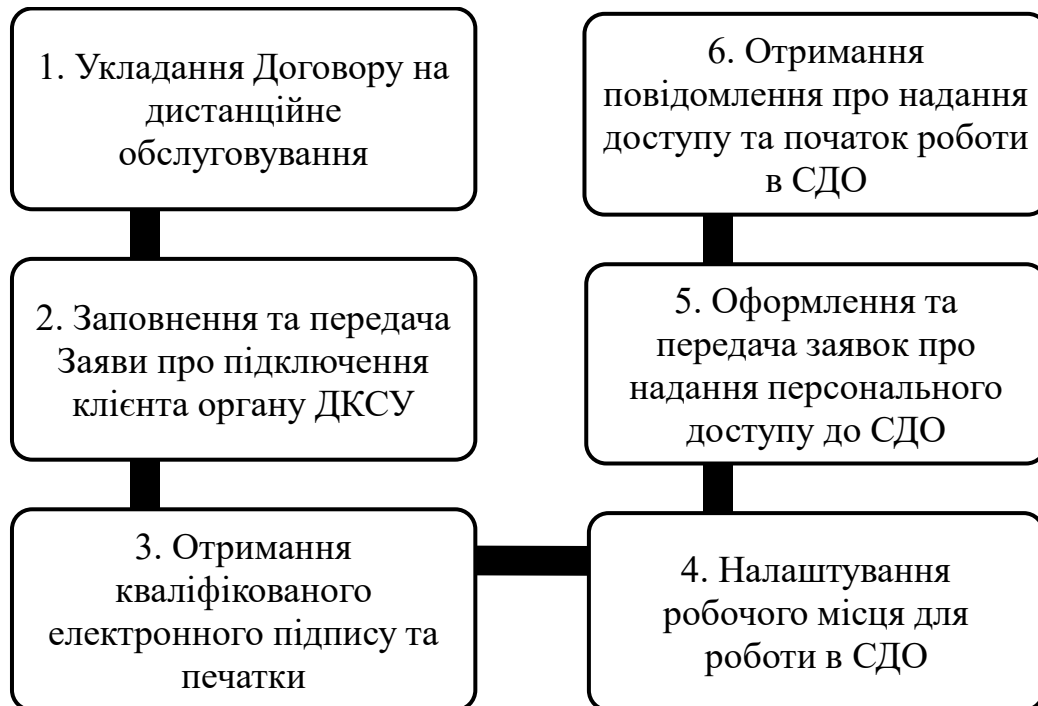 1. Укладання Договору на
дистанційне
обслуговування
2. Заповнення та передача
Заяви про підключення
клієнта органу ДКСУ
3. Отримання
кваліфікованого
електронного підпису та
печатки
4. Налаштування
робочого місця для
роботи в СДО
5. Оформлення та
передача заявок про
надання персонального
доступу до СДО
6. Отримання
повідомлення про надання
доступу та початок роботи
в СДО